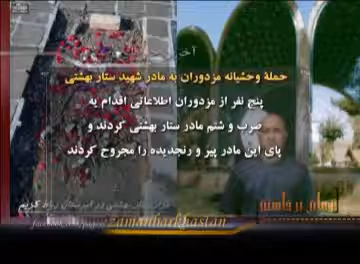 آخر
حملهٔ وحشیانه مزدوران به مادر شهید ستار بهشتی
پنج نفر از مزدوران اطلاعاتی اقدام به
ضرب و شتم مادر ستار بهشتی کردند و
پای این مادر پیر و رنجدیده را مجروح کردند
zamanbarkhastan